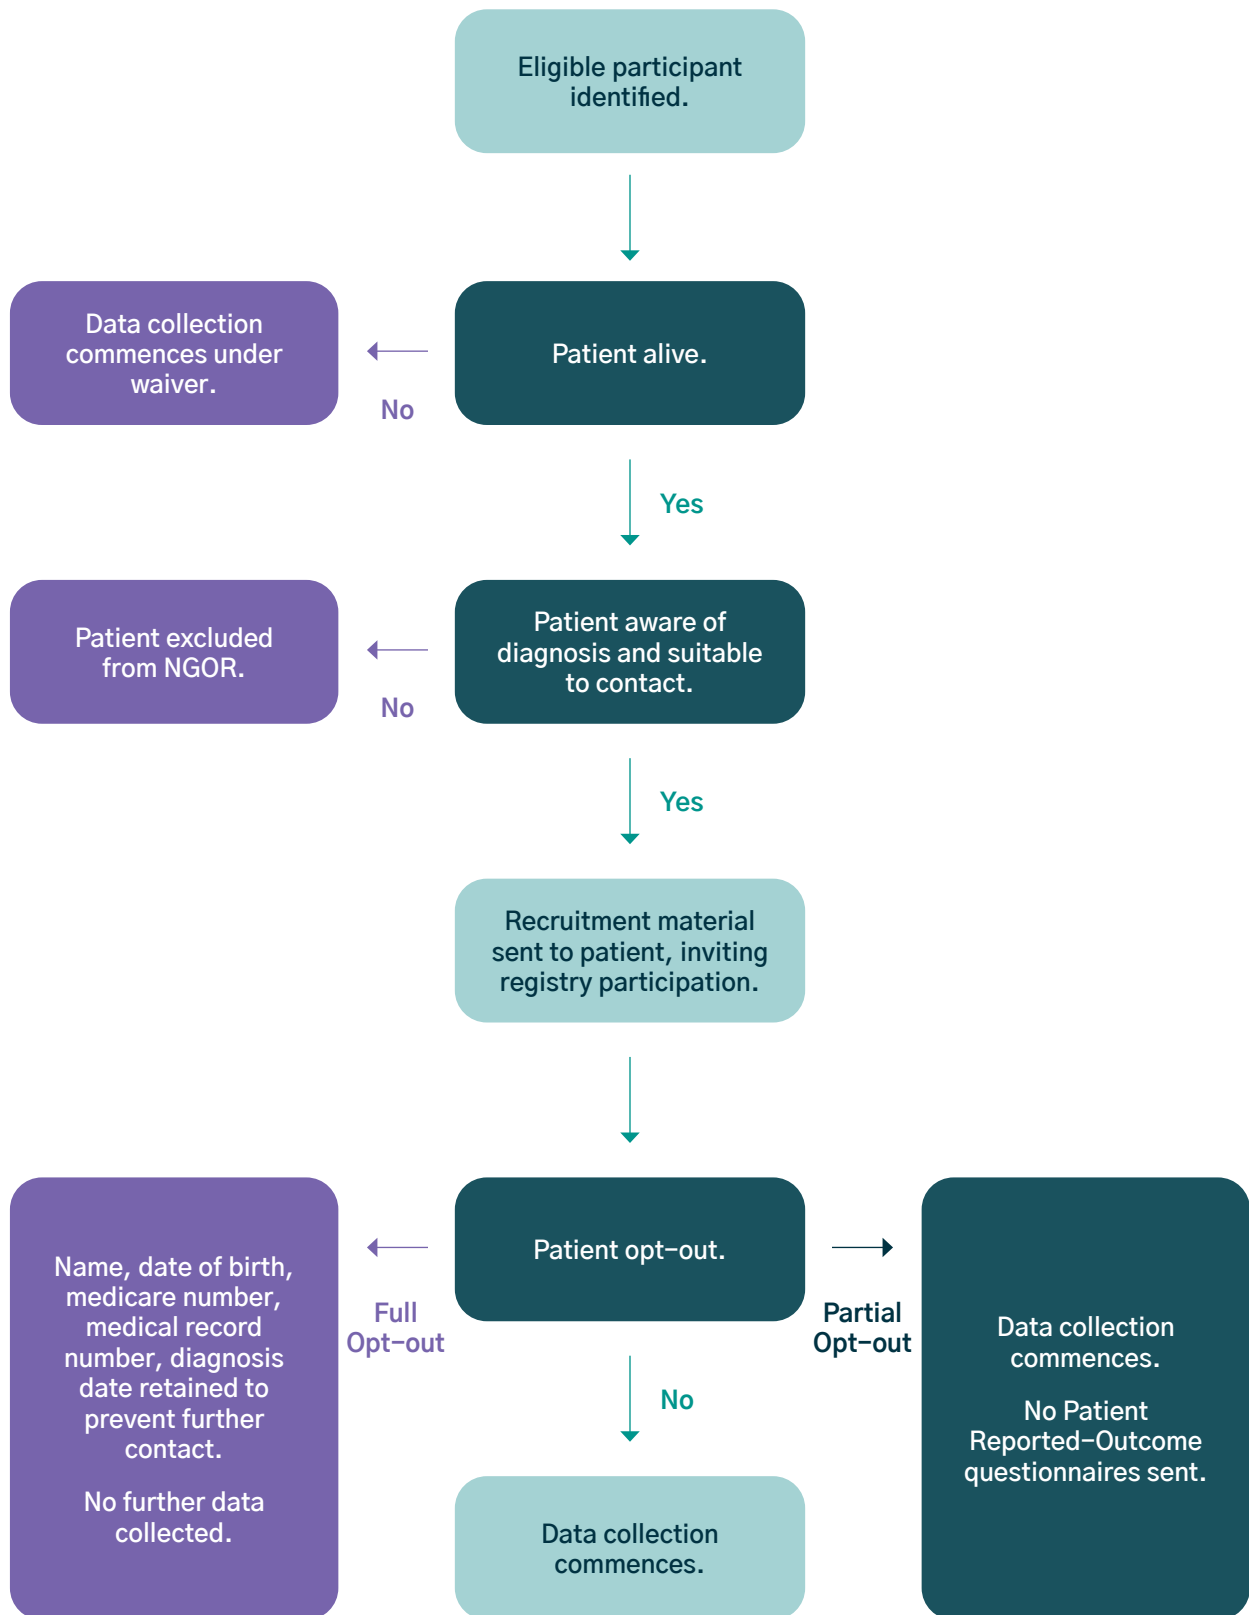 Eligible participant
identified.
Data collection
commences under
waiver.
No
Patient alive.
Yes
Patient excluded
from NGOR.
No
Patient aware of
diagnosis and suitable
to contact.
Yes
Recruitment material
sent to patient, inviting
registry participation.
Name, date of birth,
medicare number,
medical record
number, diagnosis
date retained to
prevent further
contact.
No further data
collected.
Full
Opt-out
Patient opt-out.
Partial
Opt-out
No
Data collection
commences.
No Patient
Reported-Outcome
questionnaires sent.
Data collection
commences.